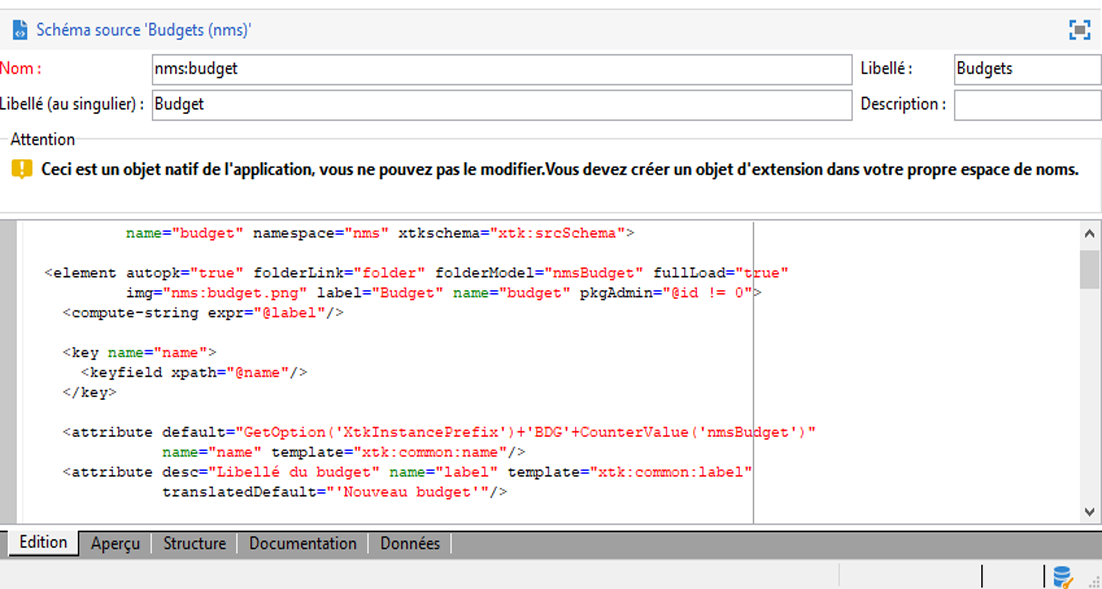 Schéma source 'Budgets (nms)'
Nom : nms:budget Libellé : Budgets
Libellé (au singulier) : Budget Description :
Attention
Ceci est un objet natif de l'application, vous ne pouvez pas le modifier.Vous devez créer un objet d'extension dans votre propre espace de noms.
name="budget" namespace="nms" xtkschema="xtk:srcSchema">
<element autopk="true" folderLink="folder" folderModel="nmsBudget" fullLoad="true"
img="nms:budget.png" label="Budget" name="budget" pkgAdmin="@id != 0">
<compute-string expr="@label"/>
<key name="name">
<keyfield xpath="@name"/>
</key>
<attribute default="GetOption('XtkInstancePrefix')+'BDG'+CounterValue('nmsBudget')"
name="name" template="xtk:common:name"/>
<attribute desc="Libellé du budget" name="label" template="xtk:common:label"
translatedDefault="'Nouveau budget'"/>
Edition Aperçu Structure Documentation Données